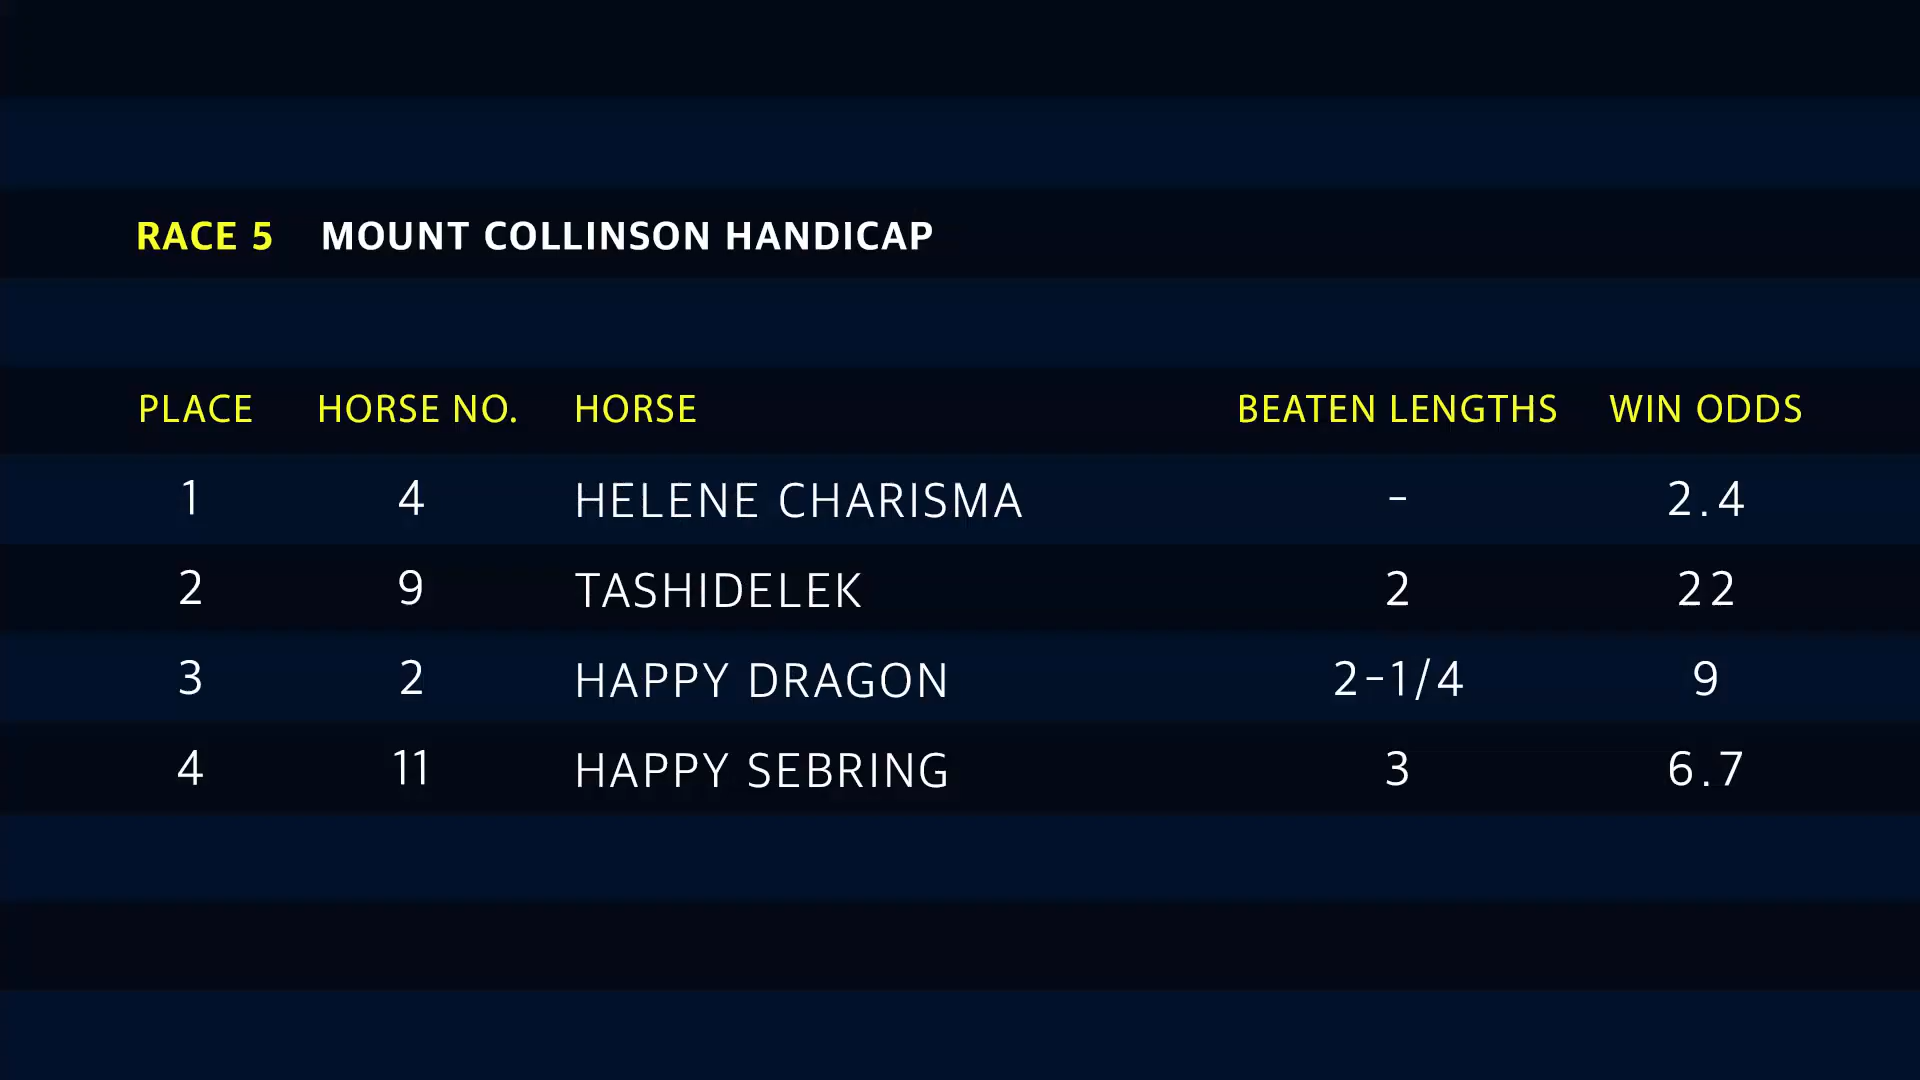 RACE 5 MOUNT COLLINSON HANDICAP
PLACE HORSE NO. HORSE BEATEN LENGTHS WIN ODDS
1 4 HELENE CHARISMA - 2.4
2 9 TASHIDELEK 2 22
3 2 HAPPY DRAGON 2-1/4 9
4 11 HAPPY SEBRING 3 6.7